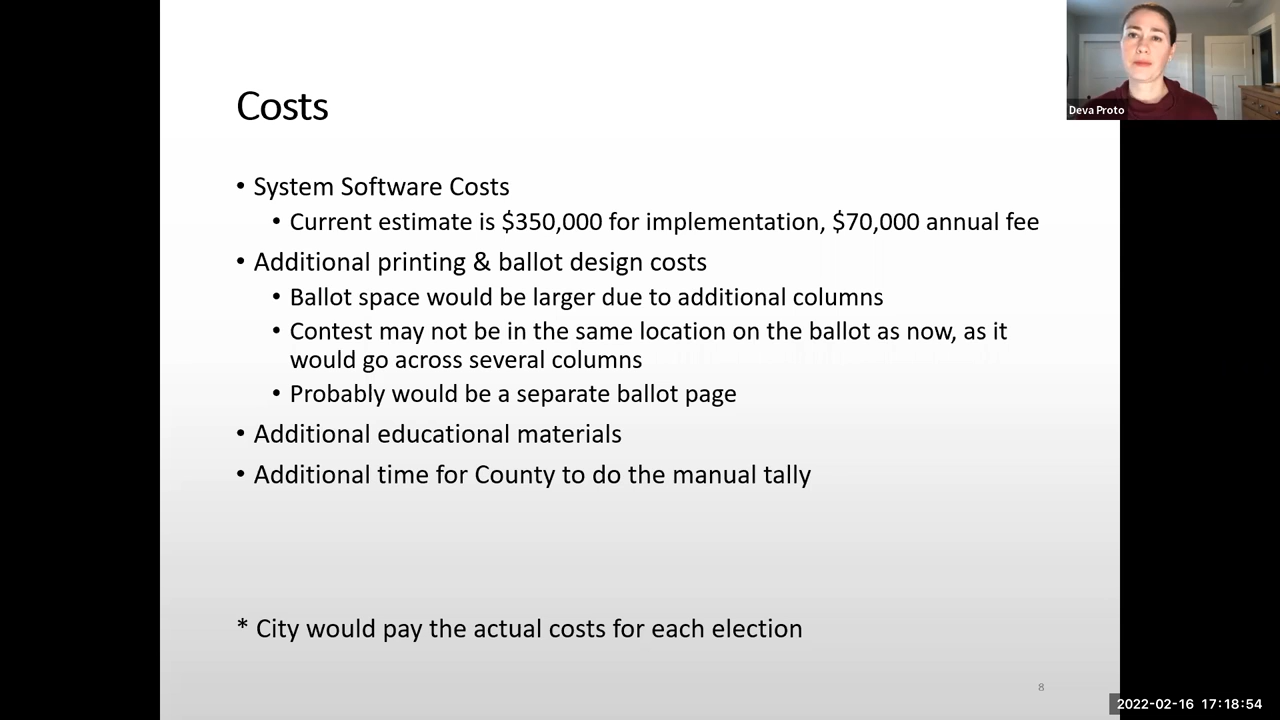 Costs
• System Software Costs
• Current estimate is $350,000 for implementation, $70,000 annual fee
• Additional printing & ballot design costs
• Ballot space would be larger due to additional columns
• Contest may not be in the same location on the ballot as now, as it
would go across several columns
• Probably would be a separate ballot page
• Additional educational materials
• Additional time for County to do the manual tally
* City would pay the actual costs for each election
8
Deva Proto
2022-02-16 17:18:54